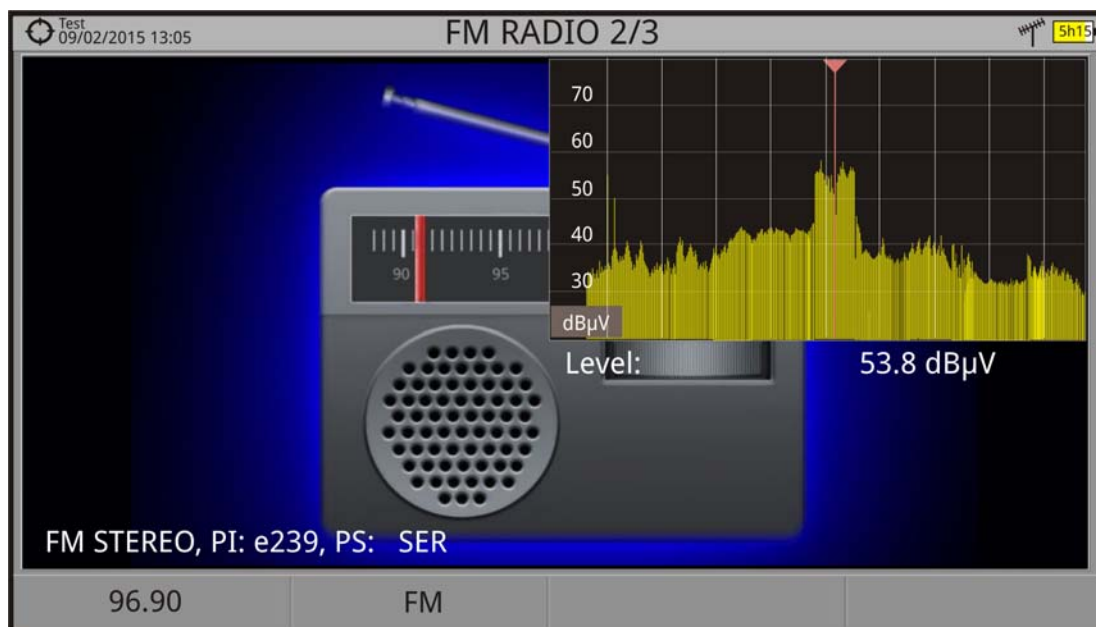 Test
09/02/2015 13:05
FM RADIO 2/3
5h15
70
60
50
40
30
dBµV
90 95
Level: 53.8 dBµV
FM STEREO, PI: e239, PS: SER
96.90 FM